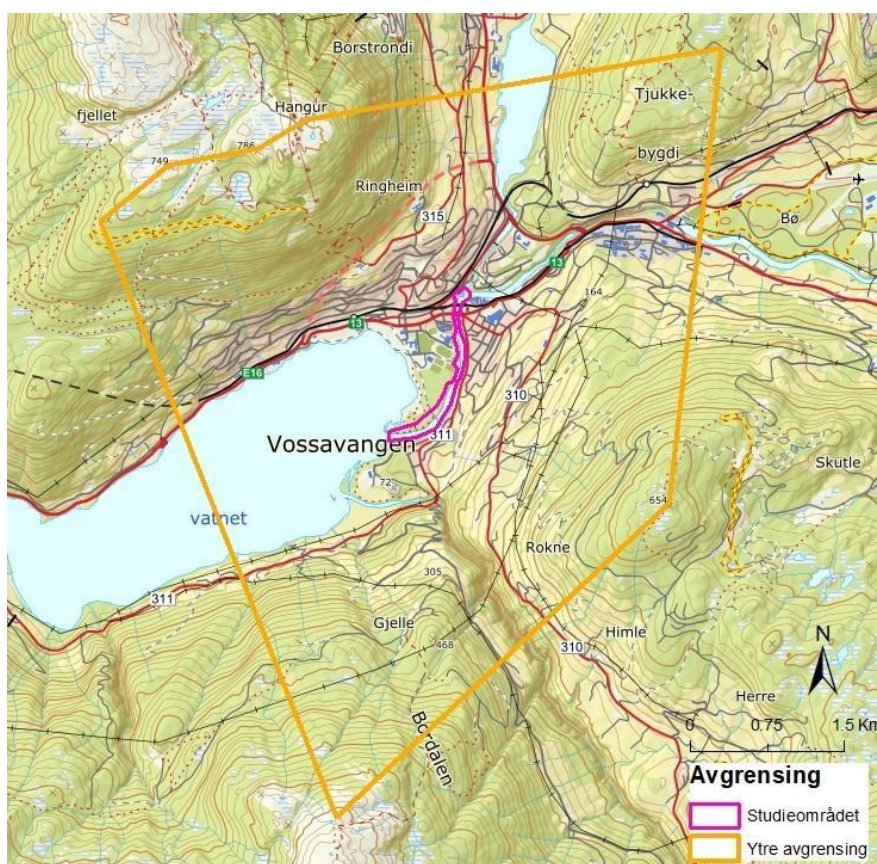 Borstrondi
Tjukke-
Hangur
fjellet
786
749
bygdi
Ringheim
315
Bø
13
164
13
E16
310
311
Vossavangen
72
Skutle
654
vatnet
Rokne
305
311
Gjelle
Himle
468
310
N
Herre
Bordalen
0 0.75 1.5 Km
Avgrensing
Studieområdet
Ytre avgrensing